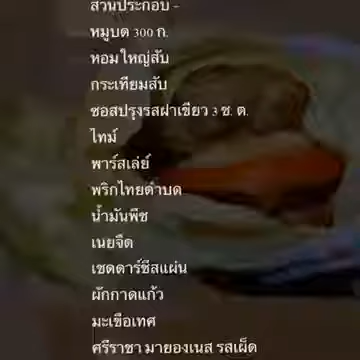 ส่วนประกอบ -
หมูบด 300 ก.
หอมใหญ่สับ
กระเทียมสับ
ซอสปรุงรสฝาเขียว 3 ช. ต.
ไทม์
พาร์สเล่ย์
พริกไทยดำบด
น้ำมันพืช
เนยจืด
เชดดาร์ชีสแผ่น
ผักกาดแก้ว
มะเขือเทศ
ศรีราชา มายองเนส รสเผ็ด